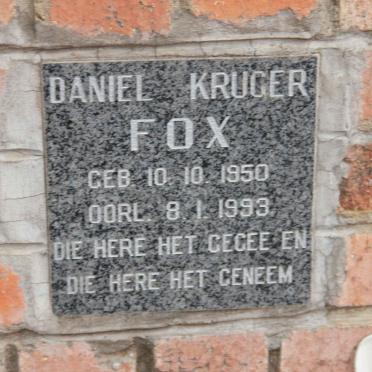 DANIEL KRUGER
FOX
GEB. 10. 10. 1950
OORL. 8. 1. 1993
DIE HERE HET GEGEE EN
DIE HERE HET GENEEM